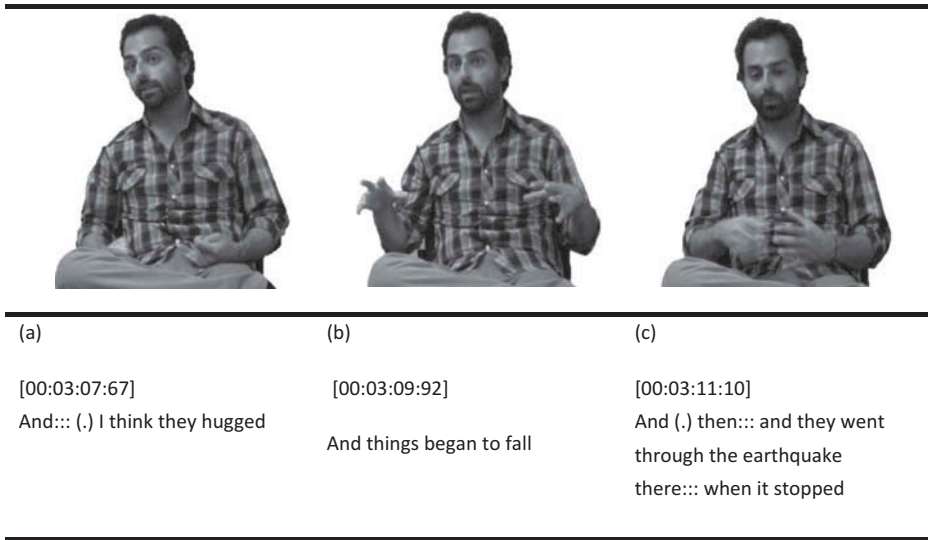 (a)
[00:03:07:67]
And::: (.) I think they hugged
(b)
[00:03:09:92]
And things began to fall
(c)
[00:03:11:10]
And (.) then::: and they went
through the earthquake
there::: when it stopped